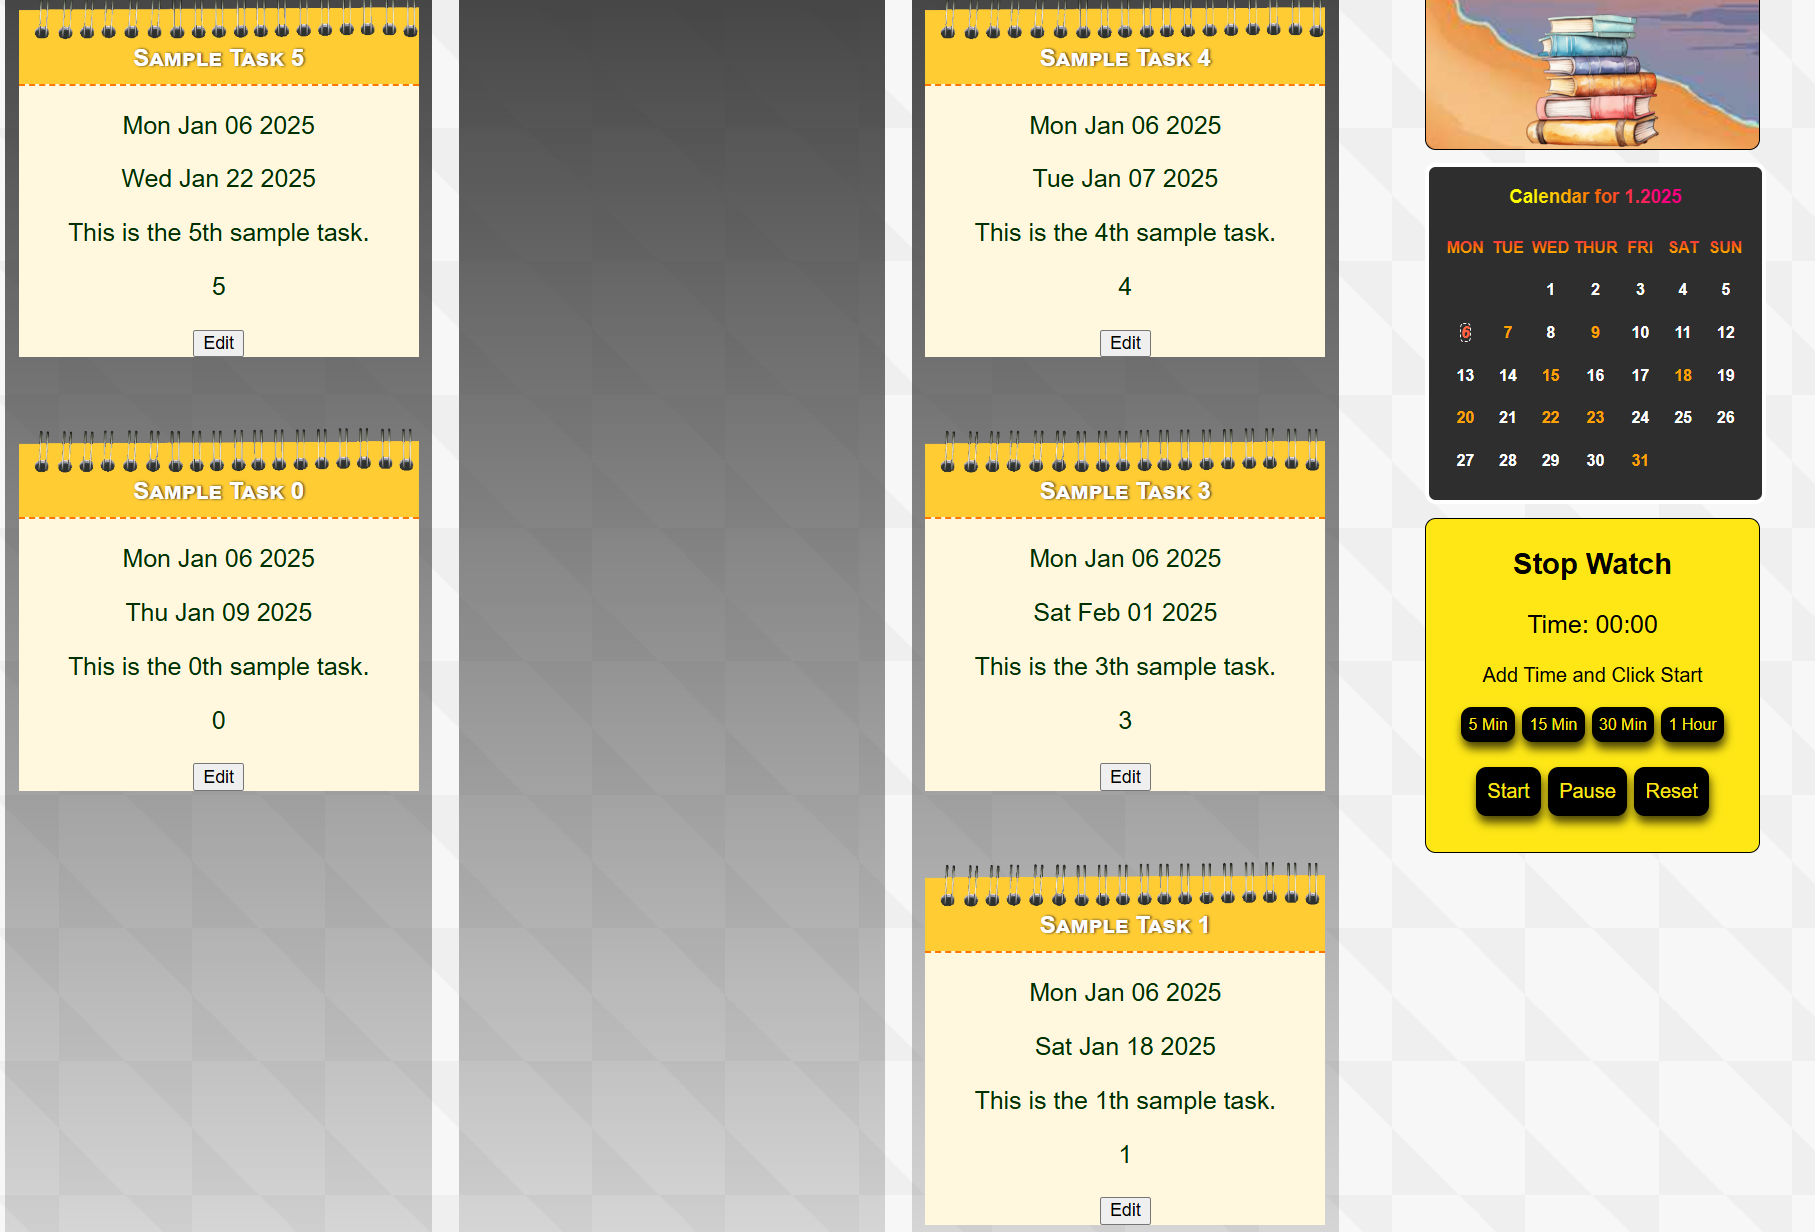 Sample Task 5
Mon Jan 06 2025
Wed Jan 22 2025
This is the 5th sample task.
5
Edit
Sample Task 0
Mon Jan 06 2025
Thu Jan 09 2025
This is the 0th sample task.
0
Edit
Sample Task 4
Mon Jan 06 2025
Tue Jan 07 2025
This is the 4th sample task.
4
Edit
Sample Task 3
Mon Jan 06 2025
Sat Feb 01 2025
This is the 3th sample task.
3
Edit
Sample Task 1
Mon Jan 06 2025
Sat Jan 18 2025
This is the 1th sample task.
1
Edit
Calendar for 1.2025
MON TUE WED THUR FRI SAT SUN
1 2 3 4 5
6 7 8 9 10 11 12
13 14 15 16 17 18 19
20 21 22 23 24 25 26
27 28 29 30 31
Stop Watch
Time: 00:00
Add Time and Click Start
5 Min 15 Min 30 Min 1 Hour
Start Pause Reset